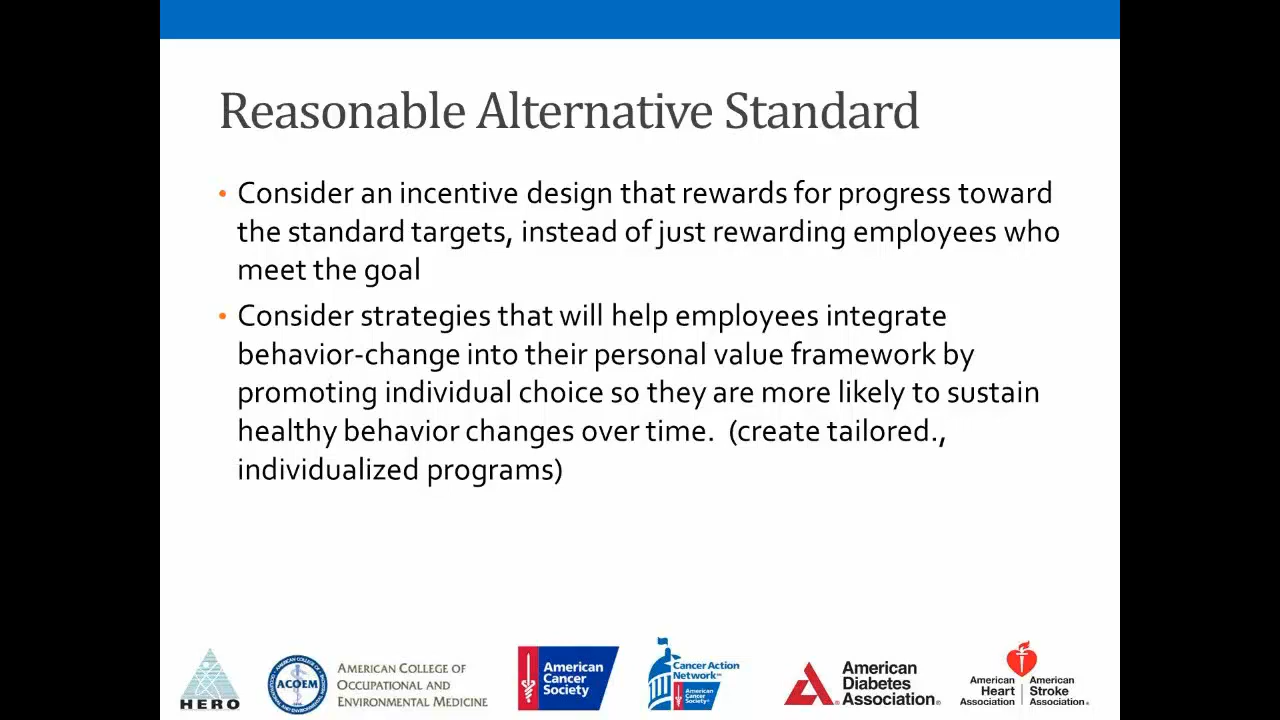 Reasonable Alternative Standard
• Consider an incentive design that rewards for progress toward
the standard targets, instead of just rewarding employees who
meet the goal
• Consider strategies that will help employees integrate
behavior-change into their personal value framework by
promoting individual choice so they are more likely to sustain
healthy behavior changes over time.  (create tailored.,
individualized programs)
HERO
ACOEM
AMERICAN COLLEGE OF
OCCUPATIONAL AND
ENVIRONMENTAL MEDICINE
American
Cancer
Society
Cancer Action
Network
American
Cancer
Society
American
Diabetes
Association®
American
Heart
Association
American
Stroke
Association®